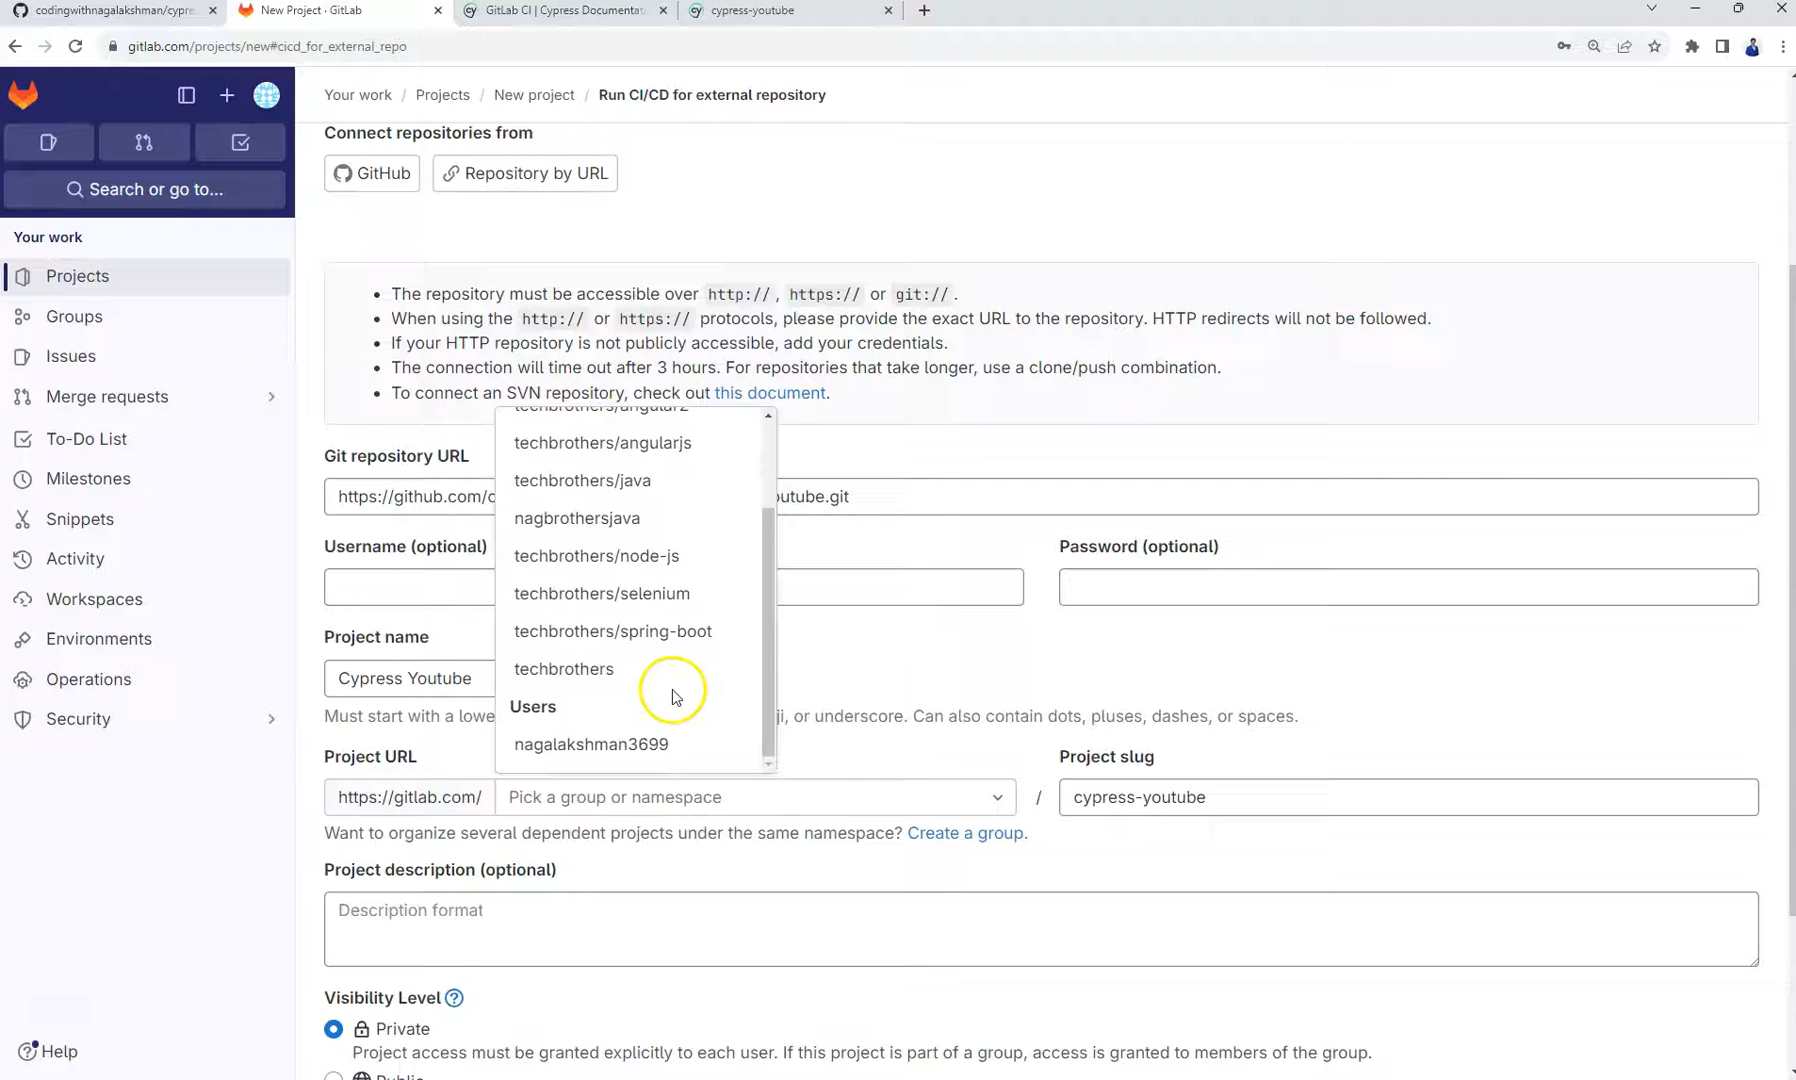 codingwithnagalakshman/cypre
New Project · GitLab
GitLab CI | Cypress Documentat
cypress-youtube
gitlab.com/projects/new#cicd_for_external_repo
Your work / Projects / New project / Run CI/CD for external repository
Search or go to...
Your work
Projects
Groups
Issues
Merge requests
To-Do List
Milestones
Snippets
Activity
Workspaces
Environments
Operations
Security
Help
Connect repositories from
GitHub
Repository by URL
The repository must be accessible over http://, https:// or git://.
When using the http:// or https:// protocols, please provide the exact URL to the repository. HTTP redirects will not be followed.
If your HTTP repository is not publicly accessible, add your credentials.
The connection will time out after 3 hours. For repositories that take longer, use a clone/push combination.
To connect an SVN repository, check out this document.
techbrothers/angular2
techbrothers/angularjs
techbrothers/java
nagbrothersjava
techbrothers/node-js
techbrothers/selenium
techbrothers/spring-boot
techbrothers
Users
nagalakshman3699
Git repository URL
https://github.com/c utube.git
Username (optional)
Password (optional)
Project name
Cypress Youtube
Must start with a lowe ji, or underscore. Can also contain dots, pluses, dashes, or spaces.
Project URL
Project slug
https://gitlab.com/ Pick a group or namespace / cypress-youtube
Want to organize several dependent projects under the same namespace? Create a group.
Project description (optional)
Description format
Visibility Level
Private
Project access must be granted explicitly to each user. If this project is part of a group, access is granted to members of the group.
Public